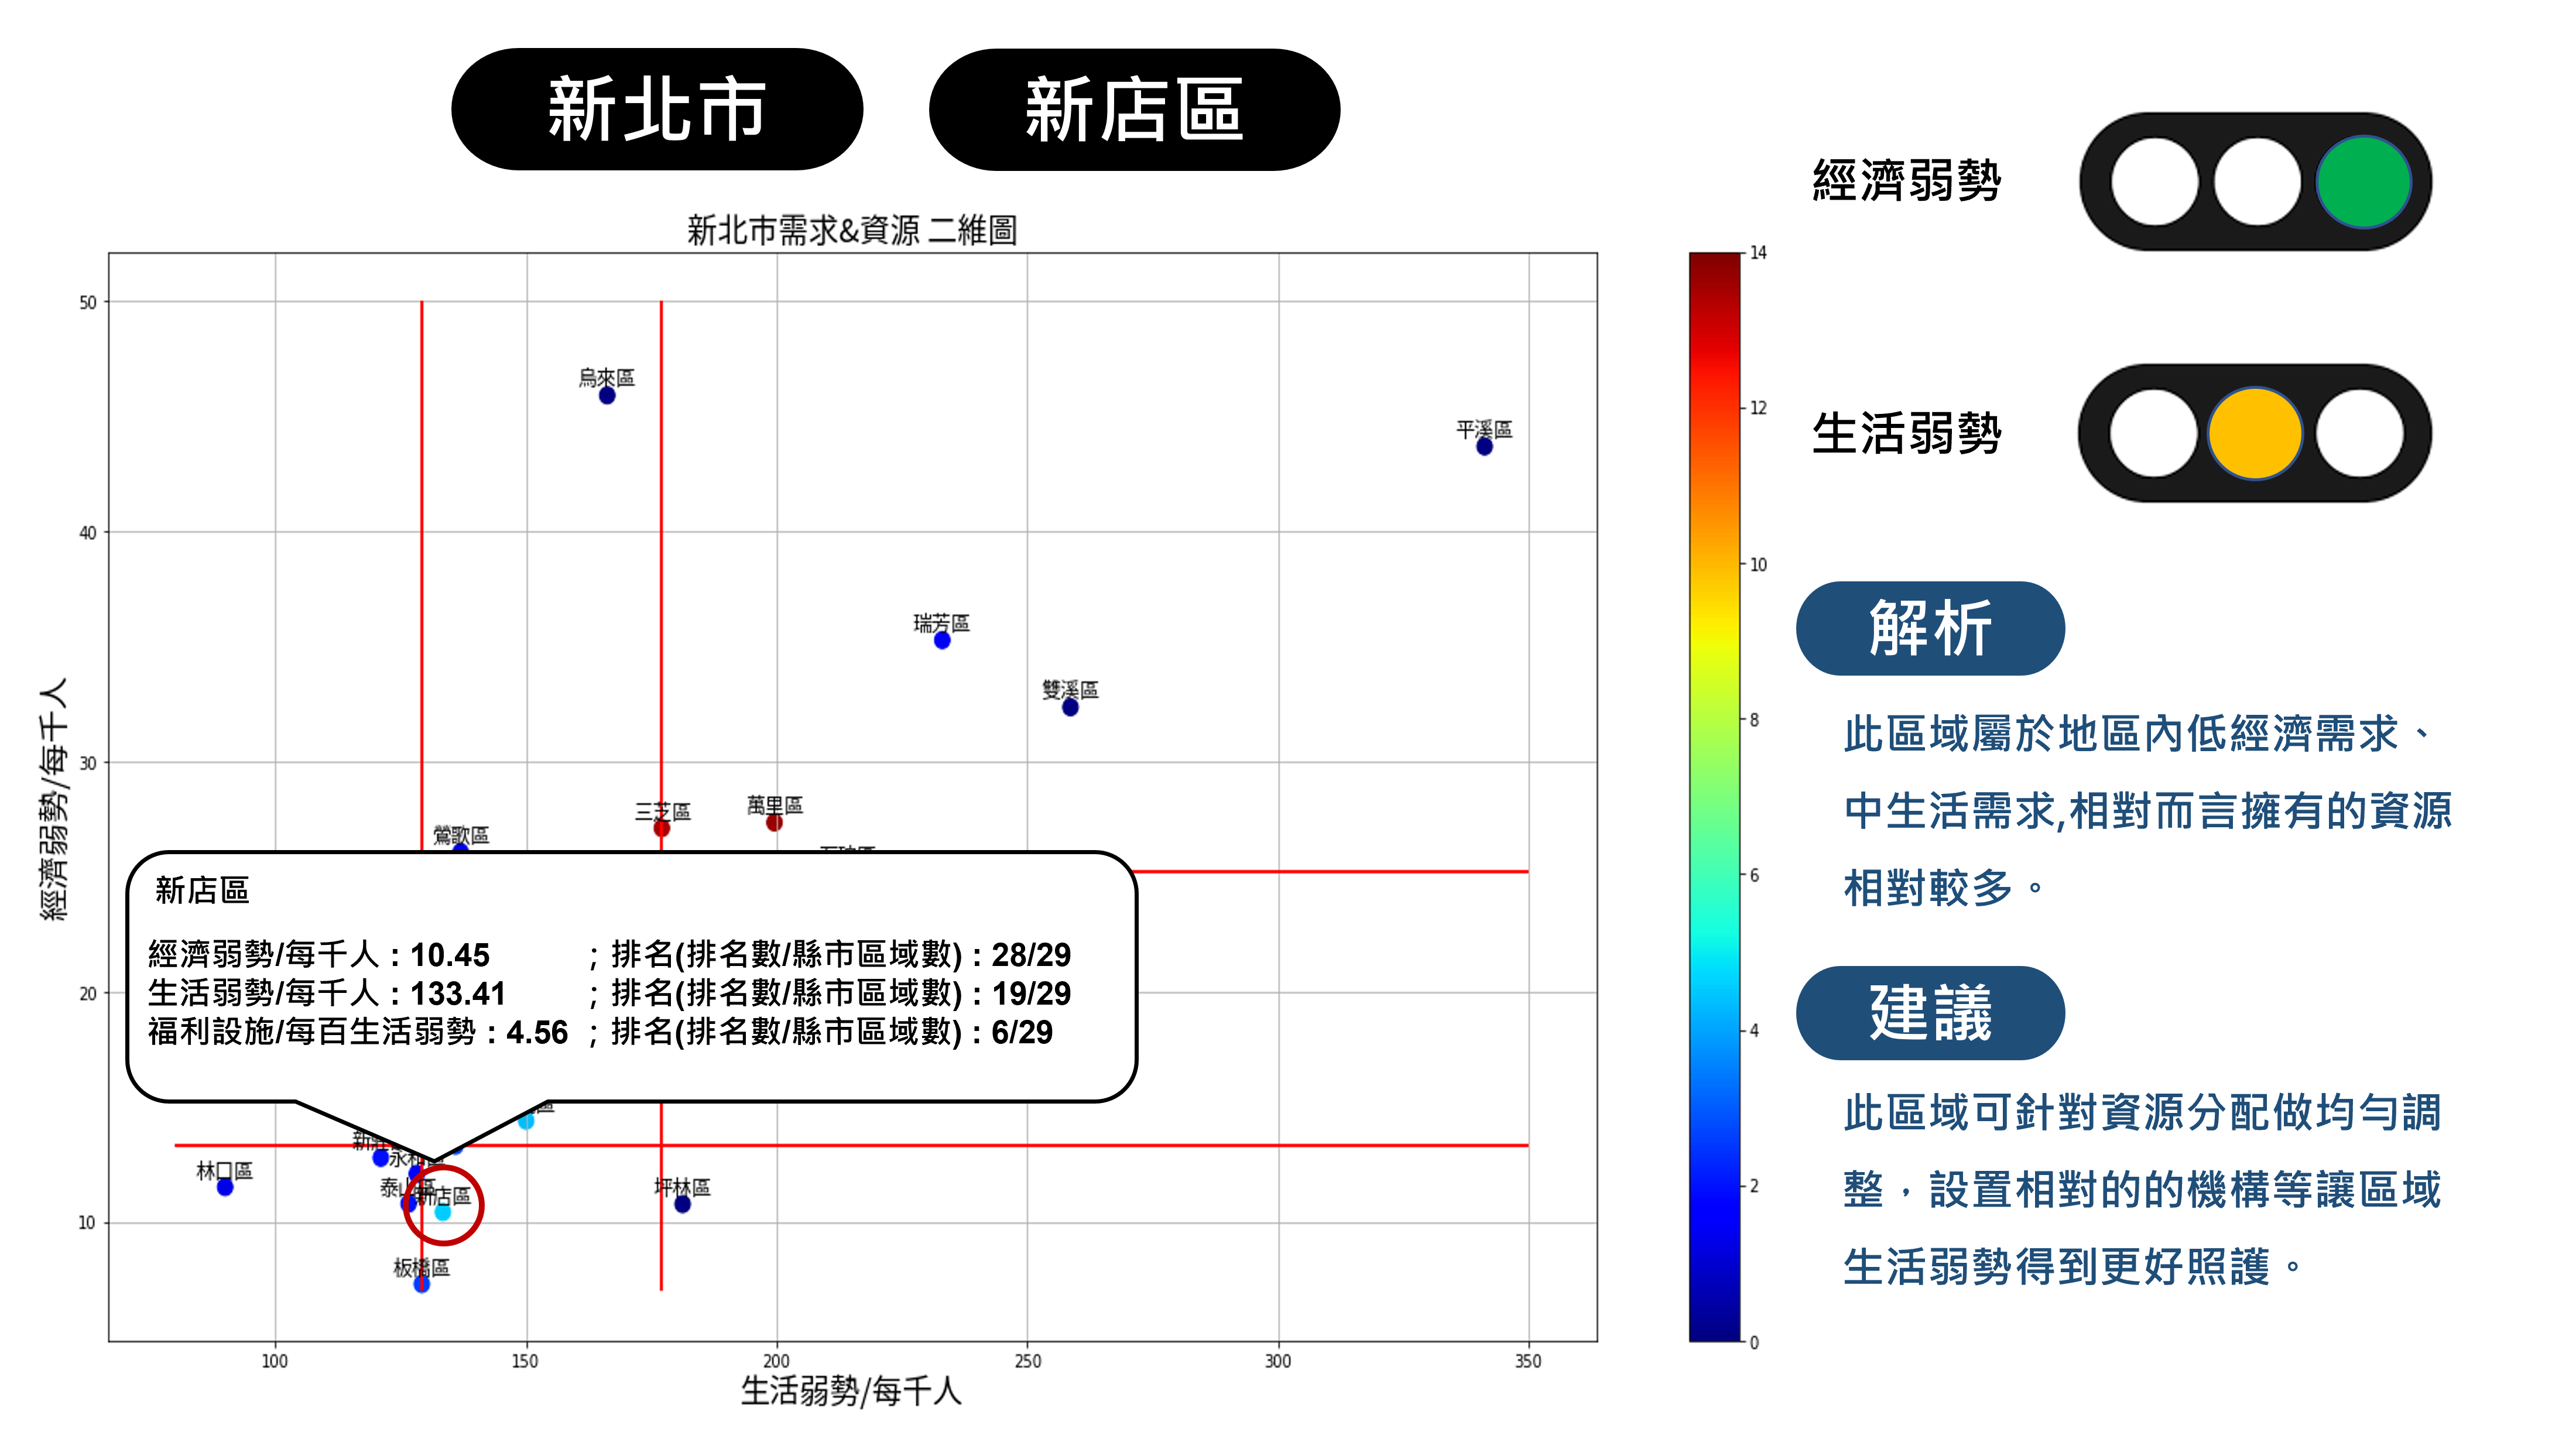 新北市
新店區
新北市需求&資源 二維圖
經濟弱勢/每千人
50
40
30
20
10
烏來區
平溪區
瑞芳區
雙溪區
萬里區
三芝區
鶯歌區
新店區
經濟弱勢/每千人 : 10.45 ; 排名(排名數/縣市區域數) : 28/29
生活弱勢/每千人 : 133.41 ; 排名(排名數/縣市區域數) : 19/29
福利設施/每百生活弱勢 : 4.56 ; 排名(排名數/縣市區域數) : 6/29
林口區
泰山區
新店區
坪林區
板橋區
100
150
200
250
300
350
生活弱勢/每千人
14
12
10
8
6
4
2
0
經濟弱勢
生活弱勢
解析
此區域屬於地區內低經濟需求、
中生活需求,相對而言擁有的資源
相對較多。
建議
此區域可針對資源分配做均勻調
整，設置相對的的機構等讓區域
生活弱勢得到更好照護。